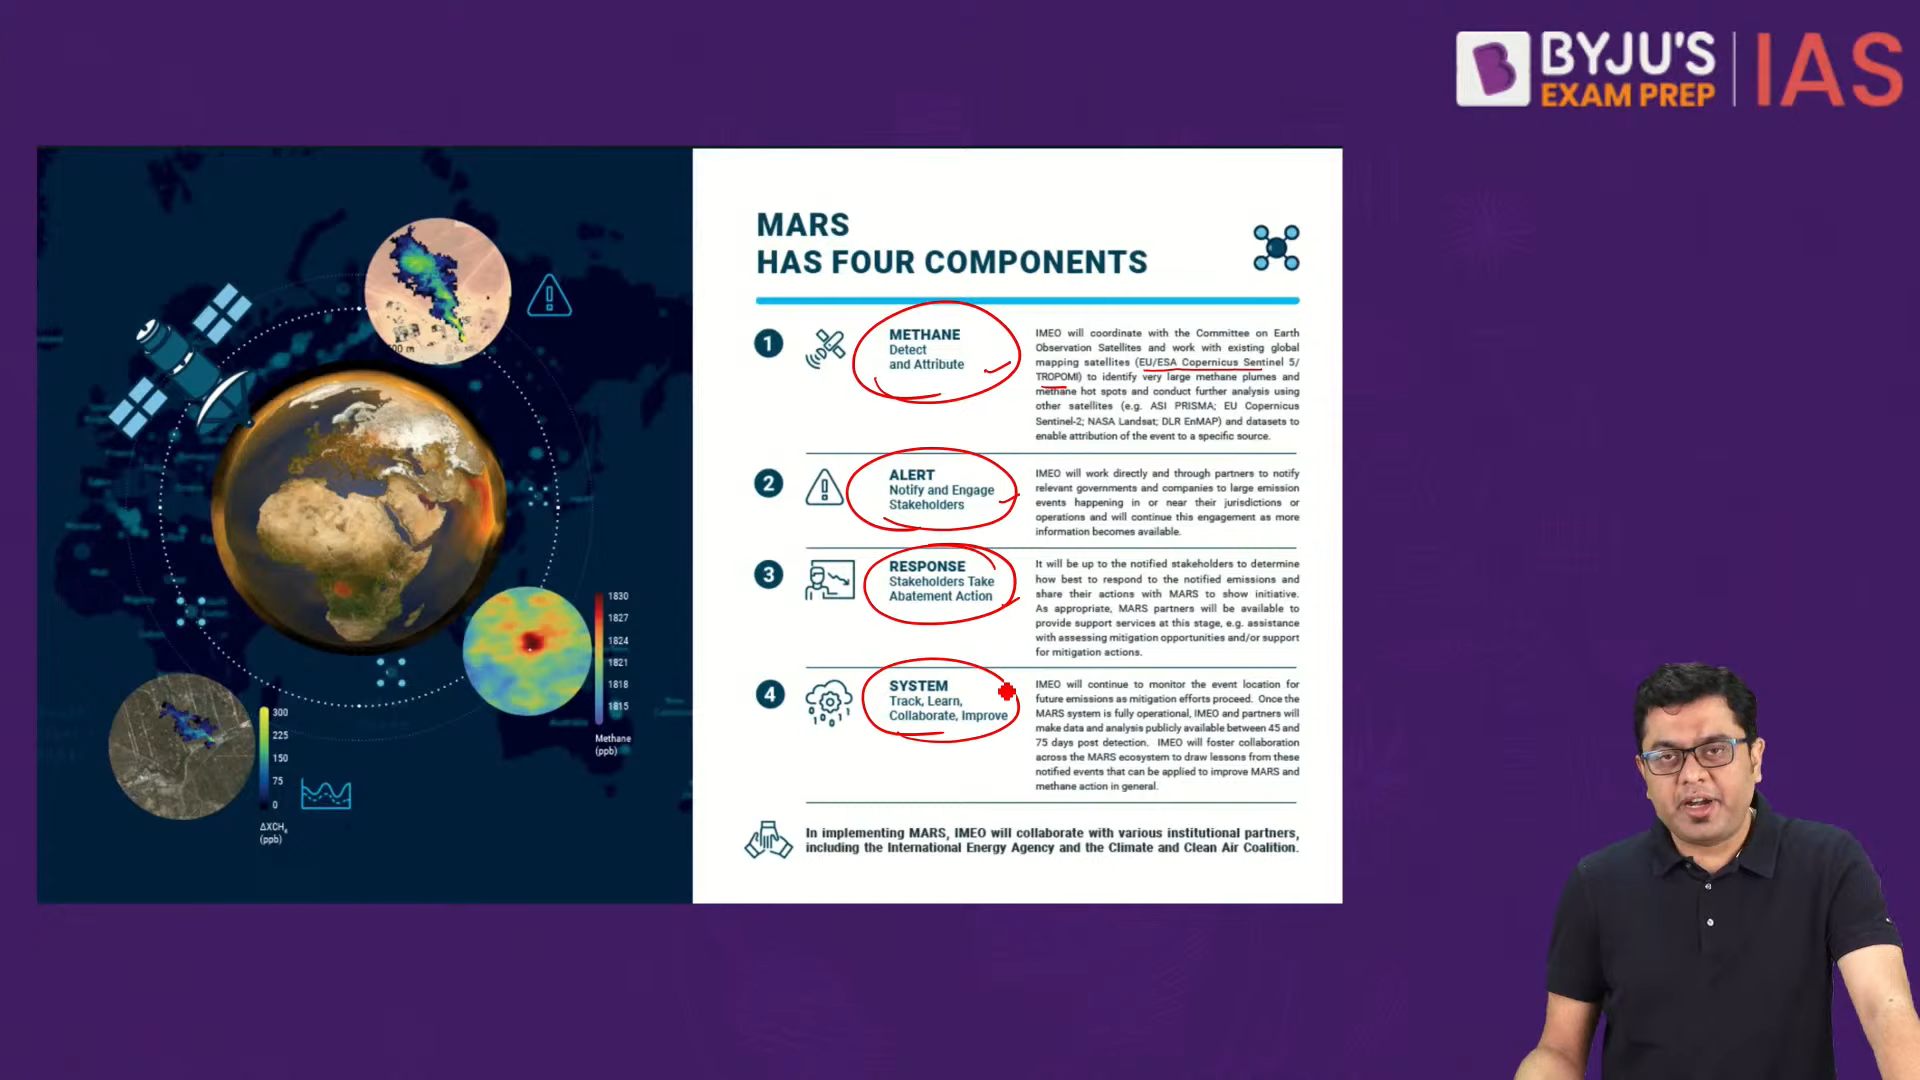 BYJU'S
EXAM PREP
IAS
MARS
HAS FOUR COMPONENTS
1
METHANE
Detect
and Attribute
IMEO will coordinate with the Committee on Earth
Observation Satellites and work with existing global
mapping satellites (EU/ESA Copernicus Sentinel 5/
TROPOMI) to identify very large methane plumes and
methane hot spots and conduct further analysis using
other satellites (e.g. ASI PRISMA; EU Copernicus
Sentinel-2; NASA Landsat; DLR EnMAP) and datasets to
enable attribution of the event to a specific source.
2
ALERT
Notify and Engage
Stakeholders
IMEO will work directly and through partners to notify
relevant governments and companies to large emission
events happening in or near their jurisdictions or
operations and will continue this engagement as more
information becomes available.
3
RESPONSE
Stakeholders Take
Abatement Action
It will be up to the notified stakeholders to determine
how best to respond to the notified emissions and
share their actions with MARS to show initiative.
As appropriate, MARS partners will be available to
provide support services at this stage, e.g. assistance
with assessing mitigation opportunities and/or support
for mitigation actions.
4
SYSTEM
Track, Learn,
Collaborate, Improve
IMEO will continue to monitor the event location for
future emissions as mitigation efforts proceed. Once the
MARS system is fully operational, IMEO and partners will
make data and analysis publicly available between 45 and
75 days post detection. IMEO will foster collaboration
across the MARS ecosystem to draw lessons from these
notified events that can be applied to improve MARS and
methane action in general.
In implementing MARS, IMEO will collaborate with various institutional partners,
including the International Energy Agency and the Climate and Clean Air Coalition.
1830
1827
1824
1821
1818
1815
Methane
(ppb)
300
225
150
75
0
ΔXCH₄
(ppb)